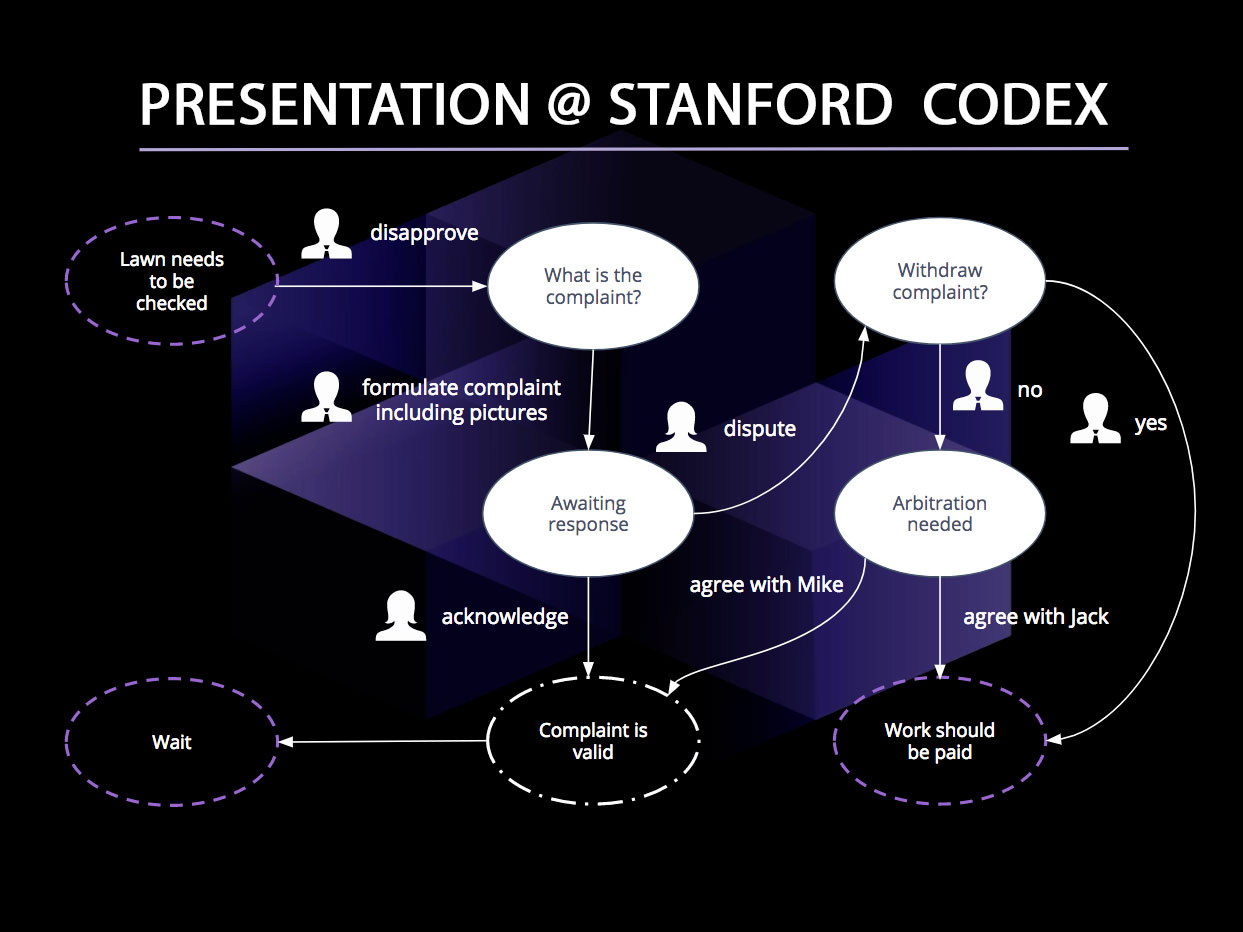 PRESENTATION @ STANFORD CODEX
disapprove
Lawn needs
to be
checked
What is the
complaint?
Withdraw
complaint?
formulate complaint
including pictures
no
yes
dispute
Awaiting
response
Arbitration
needed
agree with Mike
acknowledge
agree with Jack
Wait
Complaint is
valid
Work should
be paid